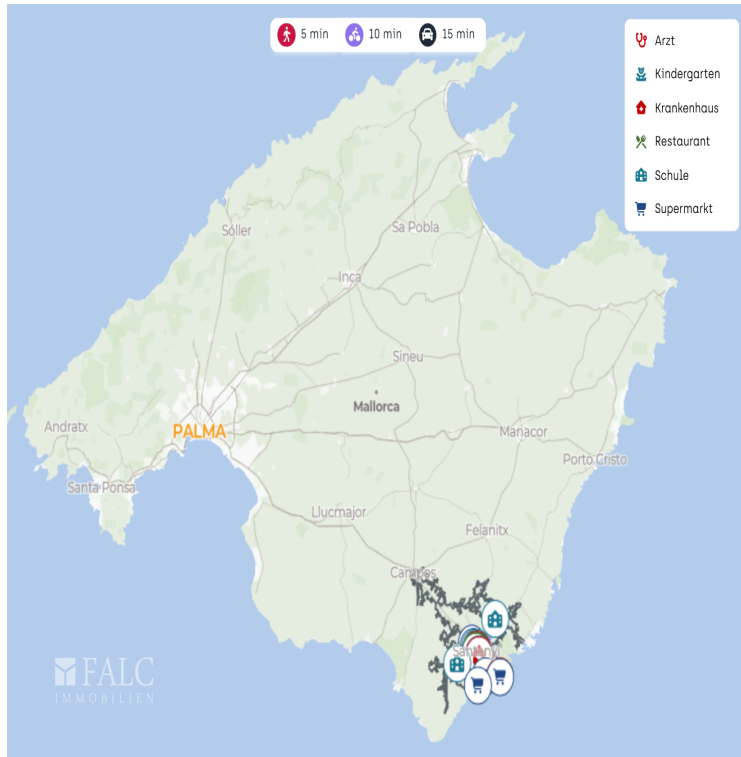 5 min
10 min
15 min
Arzt
Kindergarten
Krankenhaus
Restaurant
Schule
Supermarkt
Sóller
Sa Pobla
Inca
Sineu
Mallorca
Andratx
PALMA
Manacor
Santa Ponsa
Porto Cristo
Llucmajor
Felanitx
Campos
Santanyí
FALC
IMMOBILIEN